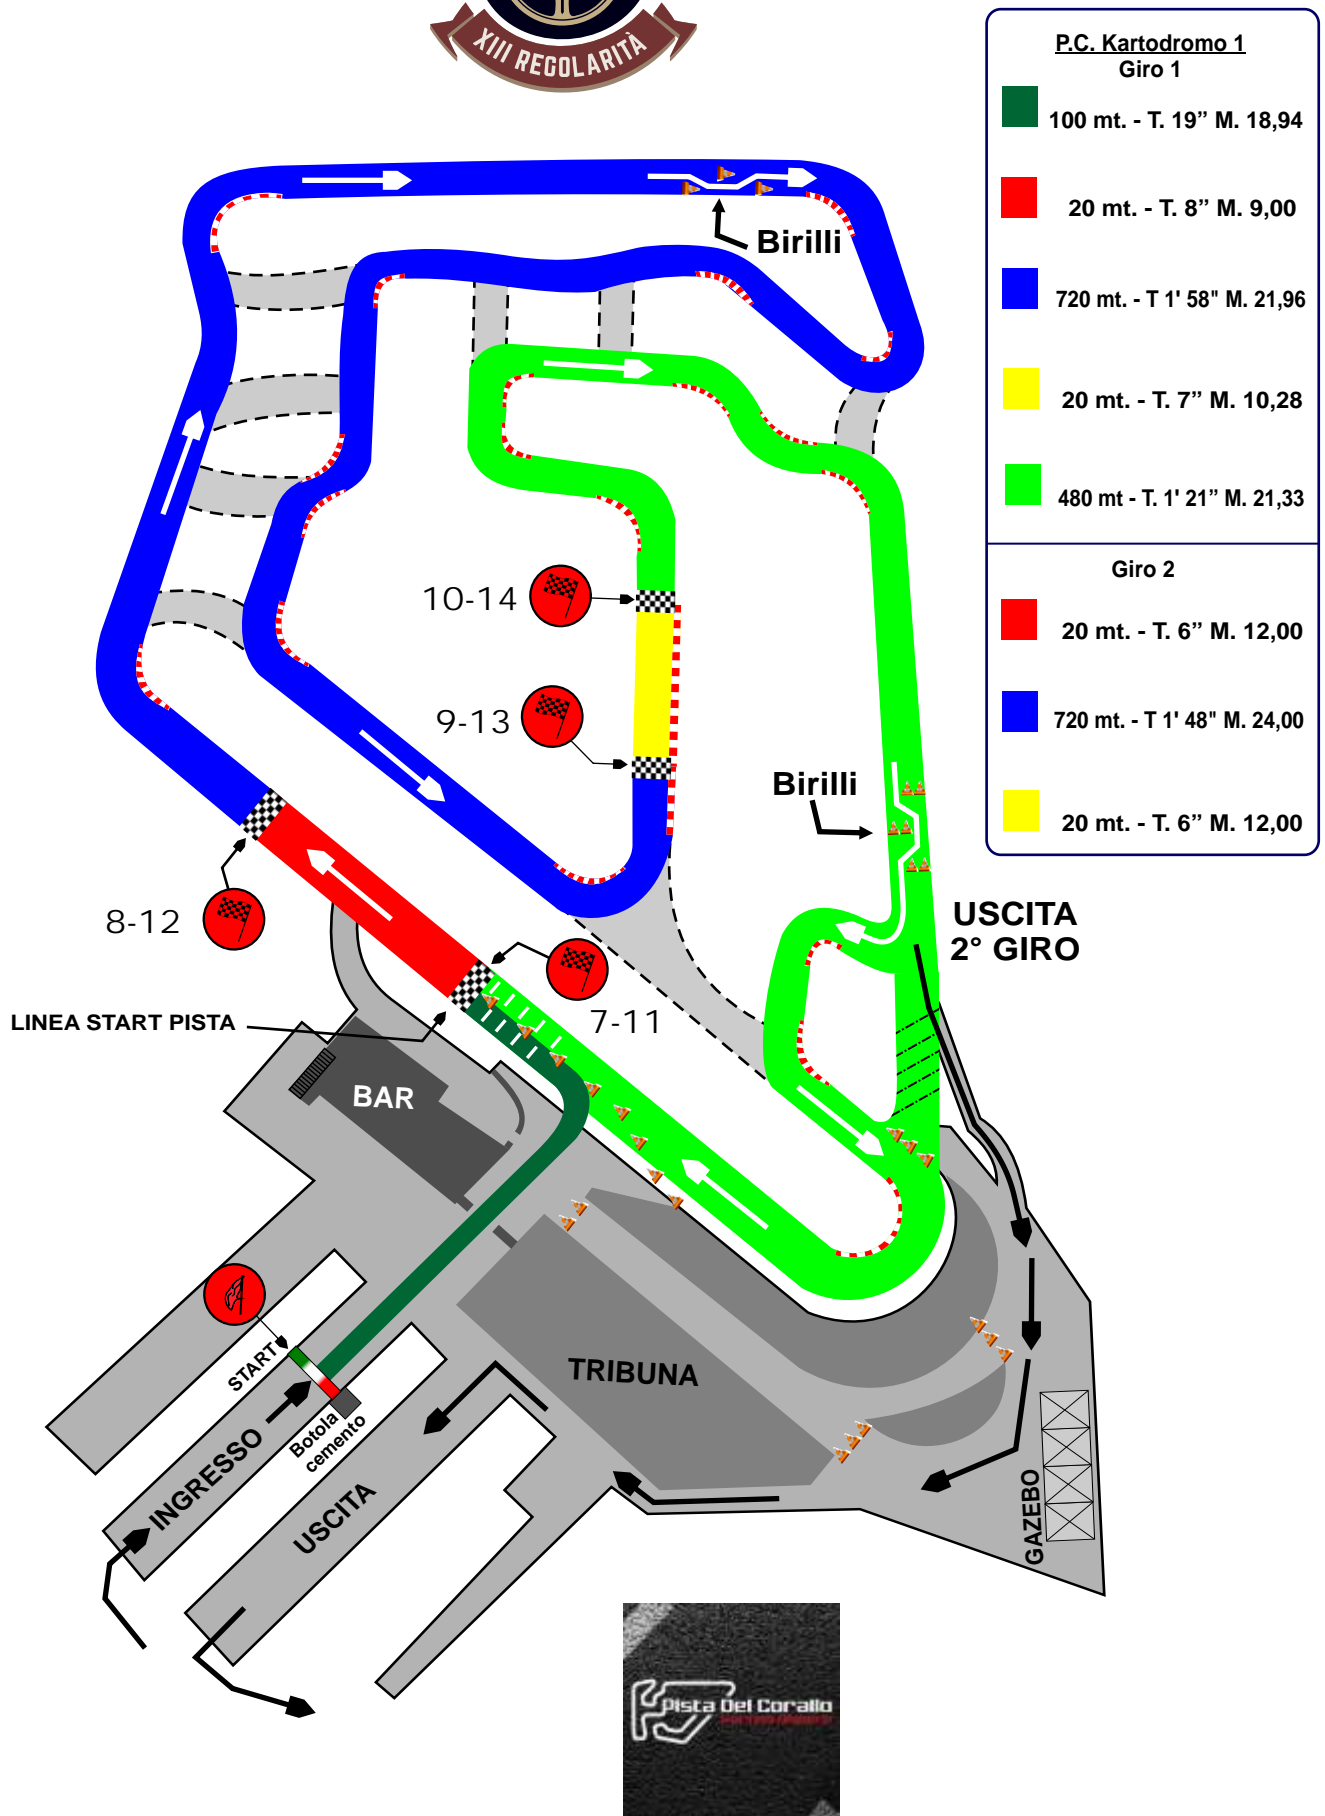 XIII REGOLARITÀ
P.C. Kartodromo 1
Giro 1
100 mt. - T. 19” M. 18,94
20 mt. - T. 8” M. 9,00
720 mt. - T 1' 58" M. 21,96
20 mt. - T. 7” M. 10,28
480 mt - T. 1' 21” M. 21,33
Giro 2
20 mt. - T. 6” M. 12,00
720 mt. - T 1' 48" M. 24,00
20 mt. - T. 6” M. 12,00
Birilli
10-14
9-13
Birilli
8-12
USCITA
2° GIRO
7-11
LINEA START PISTA
BAR
START
TRIBUNA
Botola
cemento
INGRESSO
USCITA
GAZEBO
Pista Del Corallo